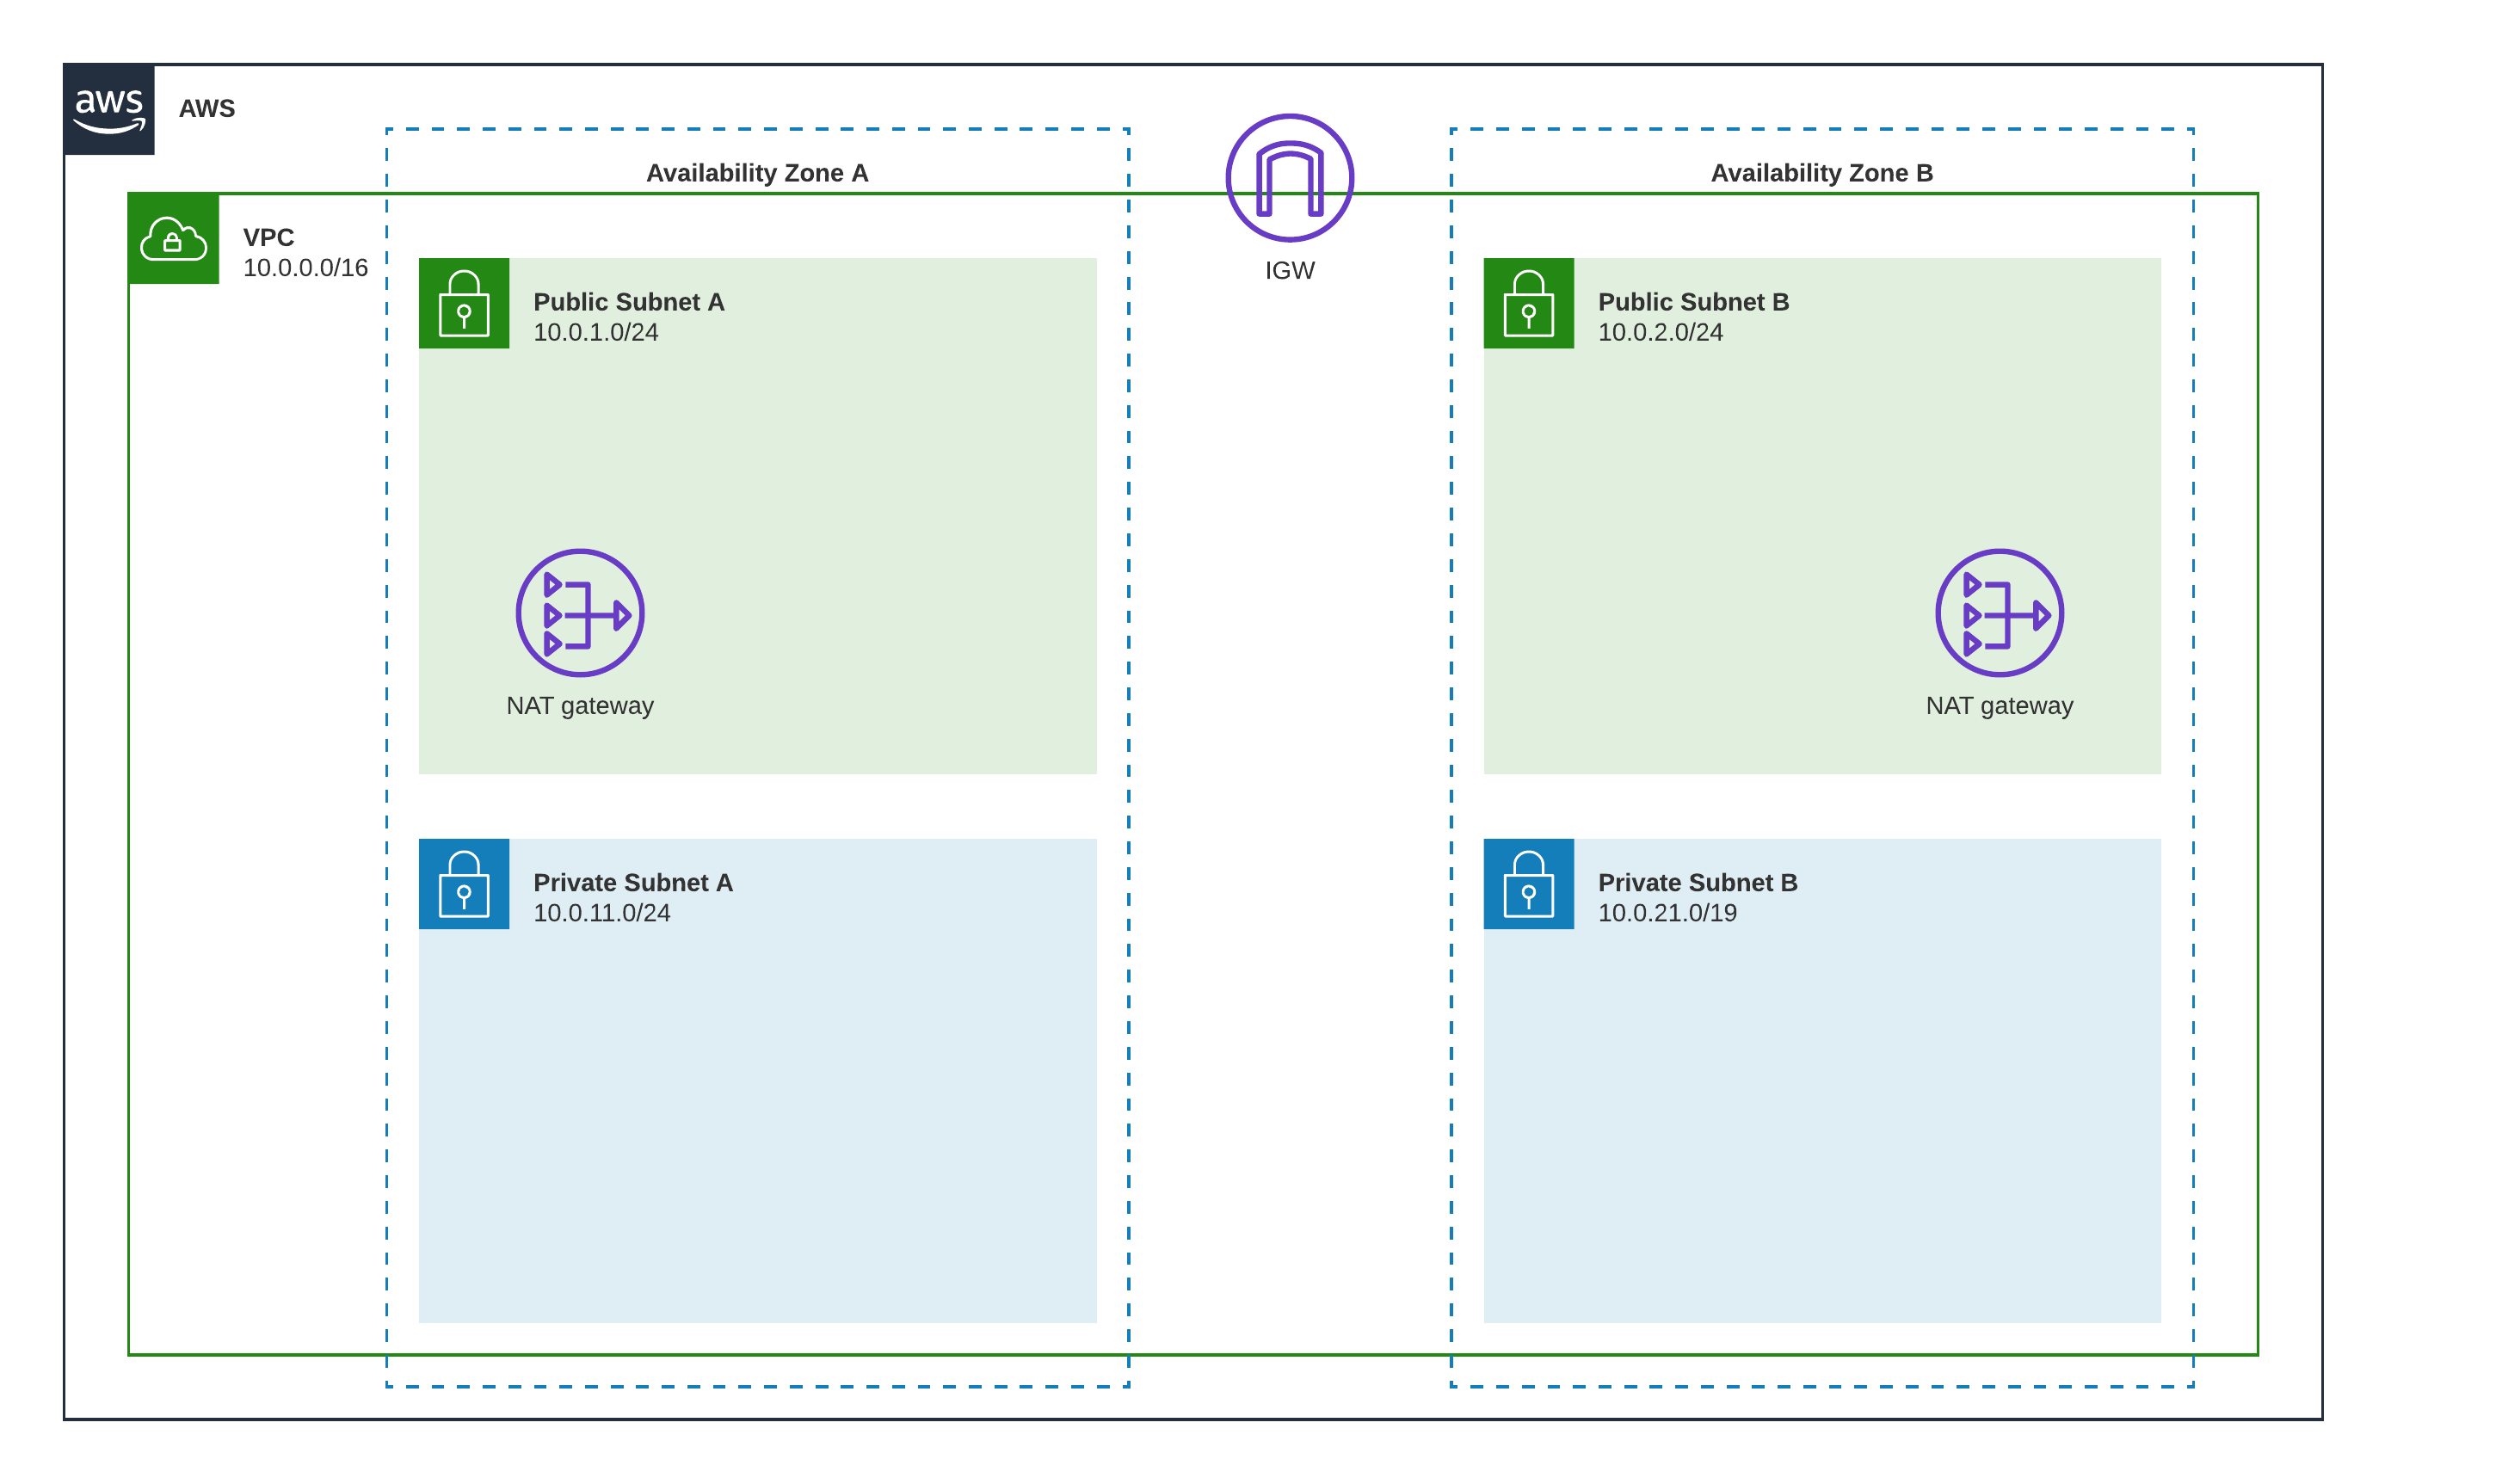 aws
AWS
Availability Zone A
Availability Zone B
VPC
10.0.0.0/16
IGW
Public Subnet A
10.0.1.0/24
Public Subnet B
10.0.2.0/24
NAT gateway
NAT gateway
Private Subnet A
10.0.11.0/24
Private Subnet B
10.0.21.0/19